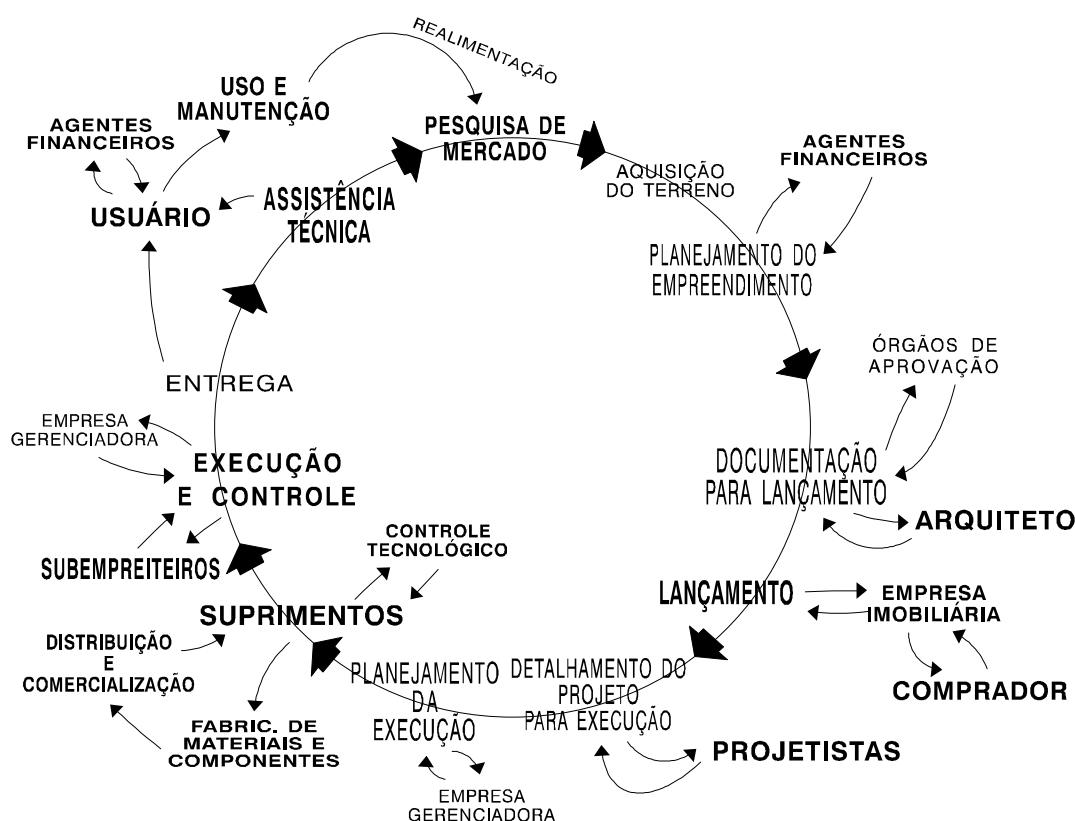 REALIMENTAÇÃO
USO E
MANUTENÇÃO
AGENTES
FINANCEIROS
USUÁRIO
ASSISTÊNCIA
TÉCNICA
PESQUISA DE
MERCADO
AQUISIÇÃO
DO TERRENO
AGENTES
FINANCEIROS
PLANEJAMENTO DO
EMPREENDIMENTO
ÓRGÃOS DE
APROVAÇÃO
DOCUMENTAÇÃO
PARA LANÇAMENTO
ARQUITETO
LANÇAMENTO
EMPRESA
IMOBILIÁRIA
COMPRADOR
DETALHAMENTO DO
PROJETO
PARA EXECUÇÃO
PROJETISTAS
PLANEJAMENTO
DA
EXECUÇÃO
EMPRESA
GERENCIADORA
CONTROLE
TECNOLÓGICO
SUPRIMENTOS
DISTRIBUIÇÃO
E
COMERCIALIZAÇÃO
FABRIC. DE
MATERIAIS E
COMPONENTES
SUBEMPREITEIROS
EXECUÇÃO
E CONTROLE
EMPRESA
GERENCIADORA
ENTREGA